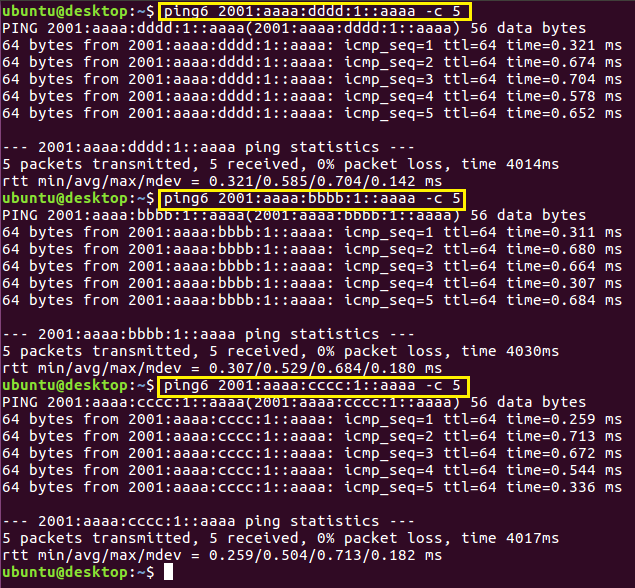 ubuntu@desktop:~$ ping6 2001:aaaa:dddd:1::aaaa -c 5
PING 2001:aaaa:dddd:1::aaaa(2001:aaaa:dddd:1::aaaa) 56 data bytes
64 bytes from 2001:aaaa:dddd:1::aaaa: icmp_seq=1 ttl=64 time=0.321 ms
64 bytes from 2001:aaaa:dddd:1::aaaa: icmp_seq=2 ttl=64 time=0.674 ms
64 bytes from 2001:aaaa:dddd:1::aaaa: icmp_seq=3 ttl=64 time=0.704 ms
64 bytes from 2001:aaaa:dddd:1::aaaa: icmp_seq=4 ttl=64 time=0.578 ms
64 bytes from 2001:aaaa:dddd:1::aaaa: icmp_seq=5 ttl=64 time=0.652 ms
--- 2001:aaaa:dddd:1::aaaa ping statistics ---
5 packets transmitted, 5 received, 0% packet loss, time 4014ms
rtt min/avg/max/mdev = 0.321/0.585/0.704/0.142 ms
ubuntu@desktop:~$ ping6 2001:aaaa:bbbb:1::aaaa -c 5
PING 2001:aaaa:bbbb:1::aaaa(2001:aaaa:bbbb:1::aaaa) 56 data bytes
64 bytes from 2001:aaaa:bbbb:1::aaaa: icmp_seq=1 ttl=64 time=0.311 ms
64 bytes from 2001:aaaa:bbbb:1::aaaa: icmp_seq=2 ttl=64 time=0.680 ms
64 bytes from 2001:aaaa:bbbb:1::aaaa: icmp_seq=3 ttl=64 time=0.664 ms
64 bytes from 2001:aaaa:bbbb:1::aaaa: icmp_seq=4 ttl=64 time=0.307 ms
64 bytes from 2001:aaaa:bbbb:1::aaaa: icmp_seq=5 ttl=64 time=0.684 ms
--- 2001:aaaa:bbbb:1::aaaa ping statistics ---
5 packets transmitted, 5 received, 0% packet loss, time 4030ms
rtt min/avg/max/mdev = 0.307/0.529/0.684/0.180 ms
ubuntu@desktop:~$ ping6 2001:aaaa:cccc:1::aaaa -c 5
PING 2001:aaaa:cccc:1::aaaa(2001:aaaa:cccc:1::aaaa) 56 data bytes
64 bytes from 2001:aaaa:cccc:1::aaaa: icmp_seq=1 ttl=64 time=0.259 ms
64 bytes from 2001:aaaa:cccc:1::aaaa: icmp_seq=2 ttl=64 time=0.713 ms
64 bytes from 2001:aaaa:cccc:1::aaaa: icmp_seq=3 ttl=64 time=0.672 ms
64 bytes from 2001:aaaa:cccc:1::aaaa: icmp_seq=4 ttl=64 time=0.544 ms
64 bytes from 2001:aaaa:cccc:1::aaaa: icmp_seq=5 ttl=64 time=0.336 ms
--- 2001:aaaa:cccc:1::aaaa ping statistics ---
5 packets transmitted, 5 received, 0% packet loss, time 4017ms
rtt min/avg/max/mdev = 0.259/0.504/0.713/0.182 ms
ubuntu@desktop:~$